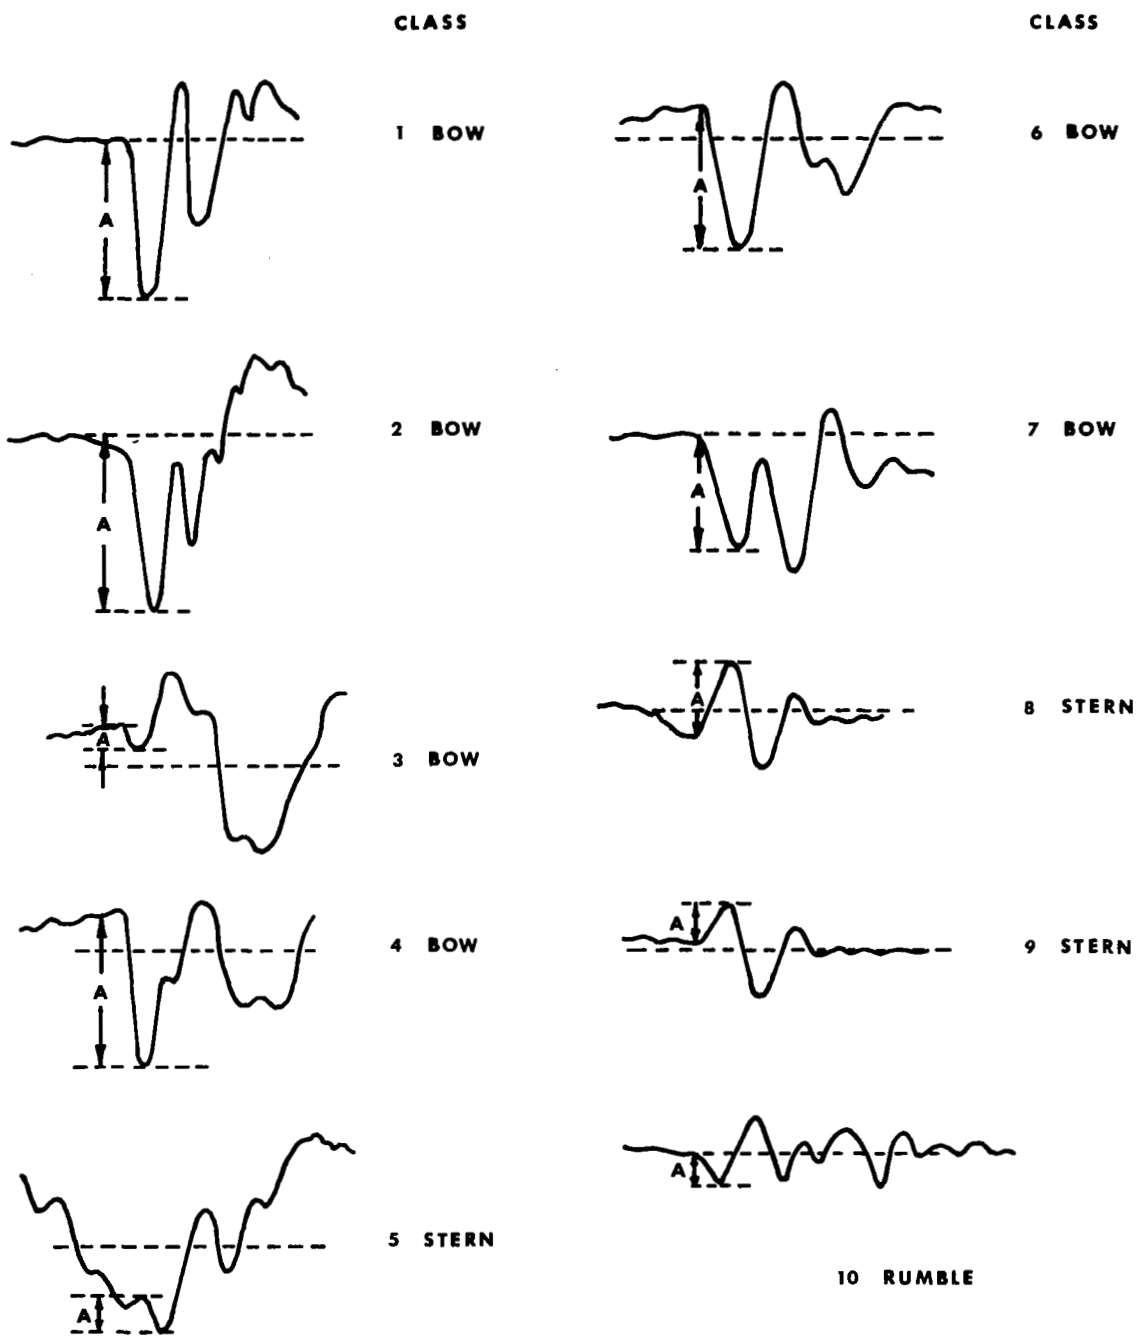 CLASS
CLASS
A
1 BOW
A
6 BOW
A
2 BOW
A
7 BOW
A
3 BOW
A
8 STERN
A
4 BOW
A
9 STERN
A
5 STERN
A
10 RUMBLE